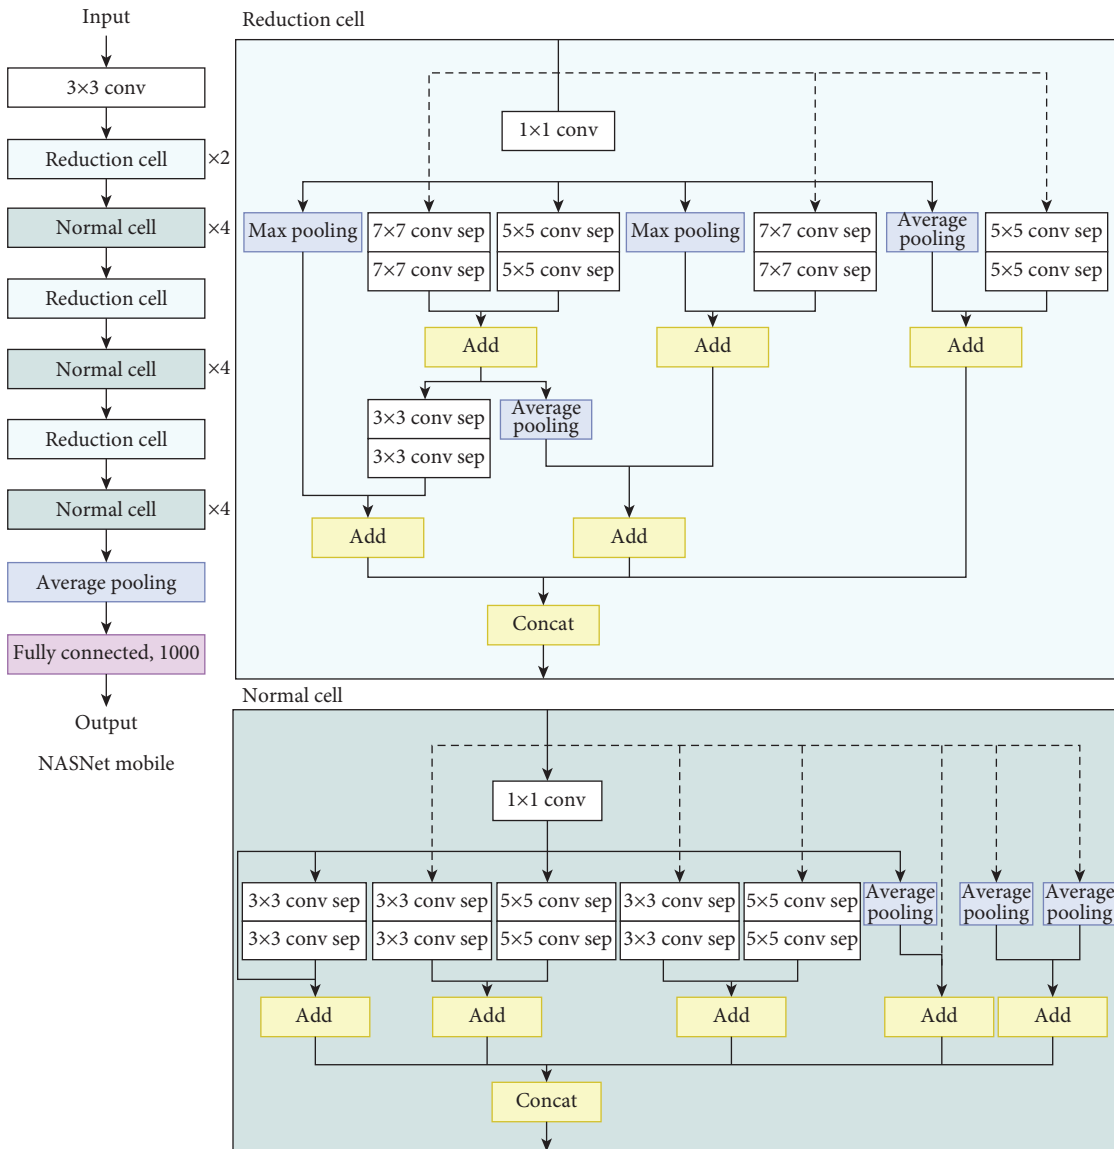 Input
3×3 conv
Reduction cell ×2
Normal cell ×4
Reduction cell
Normal cell ×4
Reduction cell
Normal cell ×4
Average pooling
Fully connected, 1000
Output
NASNet mobile
Reduction cell
1×1 conv
Max pooling
7×7 conv sep
7×7 conv sep
5×5 conv sep
5×5 conv sep
Max pooling
7×7 conv sep
7×7 conv sep
Average
pooling
5×5 conv sep
5×5 conv sep
Add
Add
Add
3×3 conv sep
3×3 conv sep
Average
pooling
Add
Add
Concat
Normal cell
1×1 conv
3×3 conv sep
3×3 conv sep
3×3 conv sep
3×3 conv sep
5×5 conv sep
5×5 conv sep
3×3 conv sep
3×3 conv sep
5×5 conv sep
5×5 conv sep
Average
pooling
Average
pooling
Average
pooling
Add
Add
Add
Add
Add
Concat